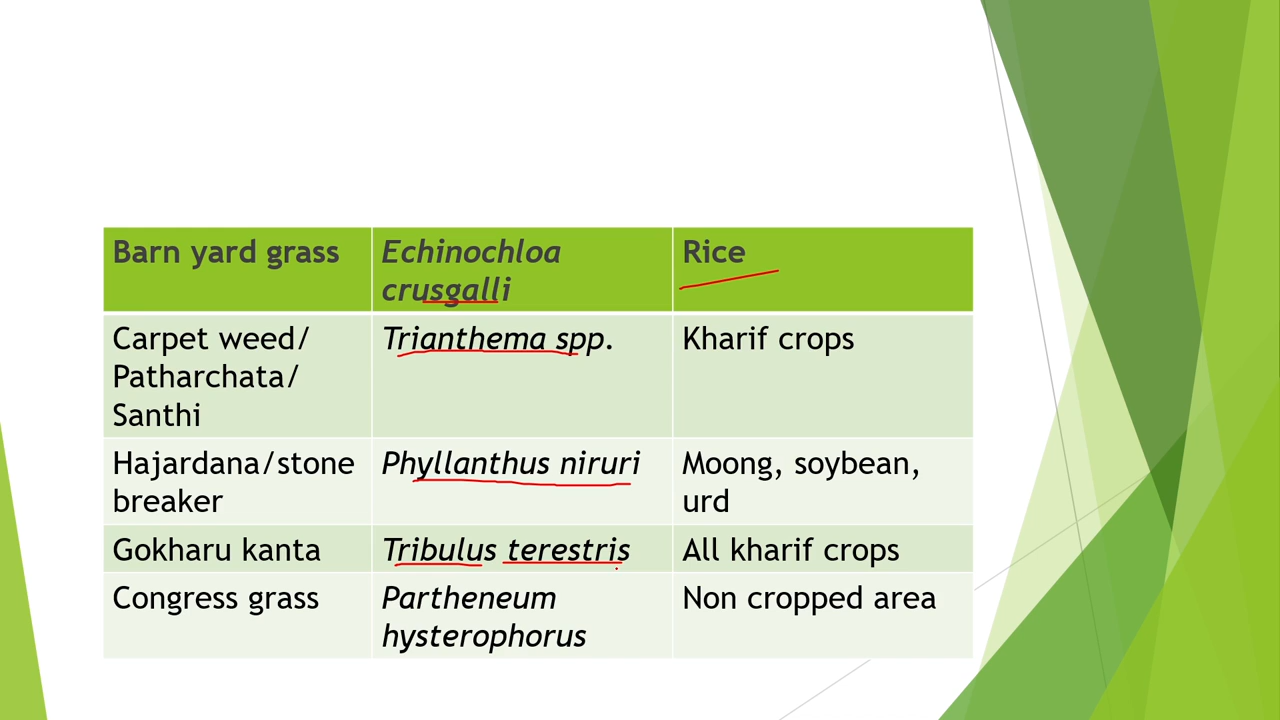 Barn yard grass
Echinochloa
crusgalli
Rice
Carpet weed/
Patharchata/
Santhi
Trianthema spp.
Kharif crops
Hajardana/stone
breaker
Phyllanthus niruri
Moong, soybean,
urd
Gokharu kanta
Tribulus terestris
All kharif crops
Congress grass
Partheneum
hysterophorus
Non cropped area